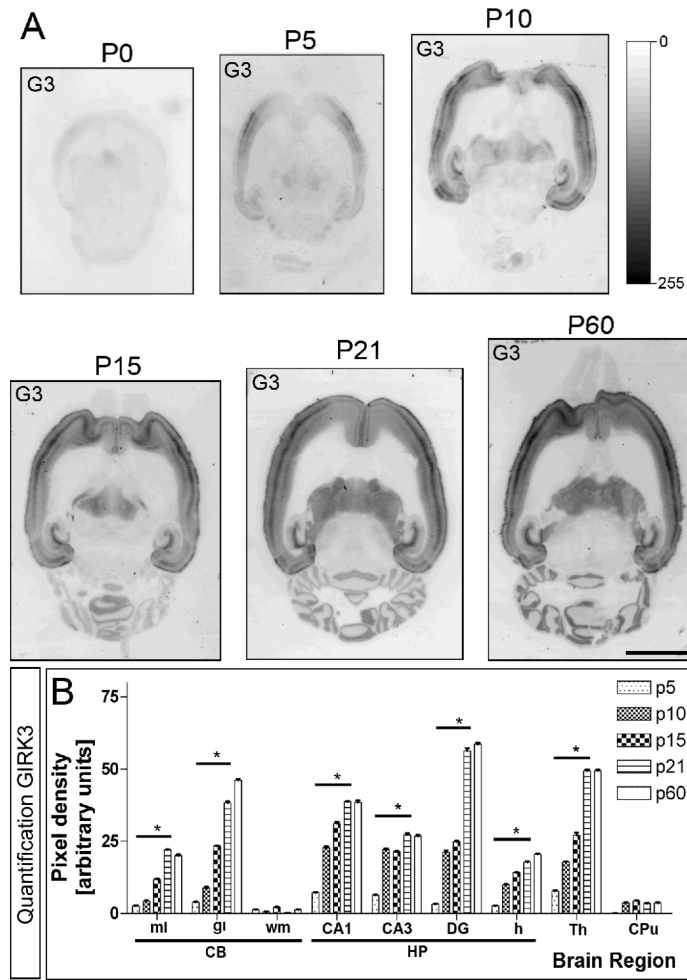 A
P0
P5
P10
G3
G3
G3
0
255
P15
P21
P60
G3
G3
G3
Quantification GIRK3
B
Pixel density
[arbitrary units]
75
50
25
0
*
*
*
*
*
*
*
p5
p10
p15
p21
p60
ml
gl
wm
CA1
CA3
DG
h
Th
CPu
CB
HP
Brain Region